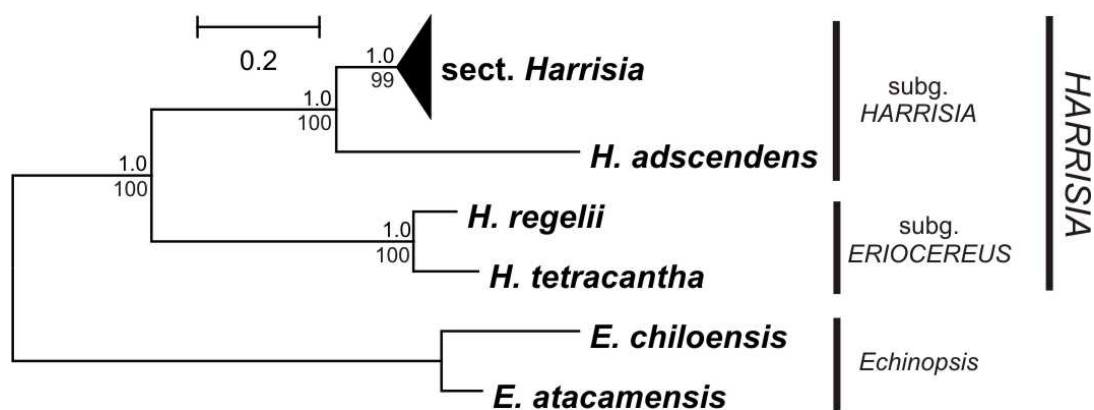 0.2
1.0
99
sect. Harrisia
1.0
100
H. adscendens
1.0
100
H. regelii
1.0
100
H. tetracantha
E. chiloensis
E. atacamensis
subg.
HARRISIA
subg.
ERIOCEREUS
Echinopsis
HARRISIA